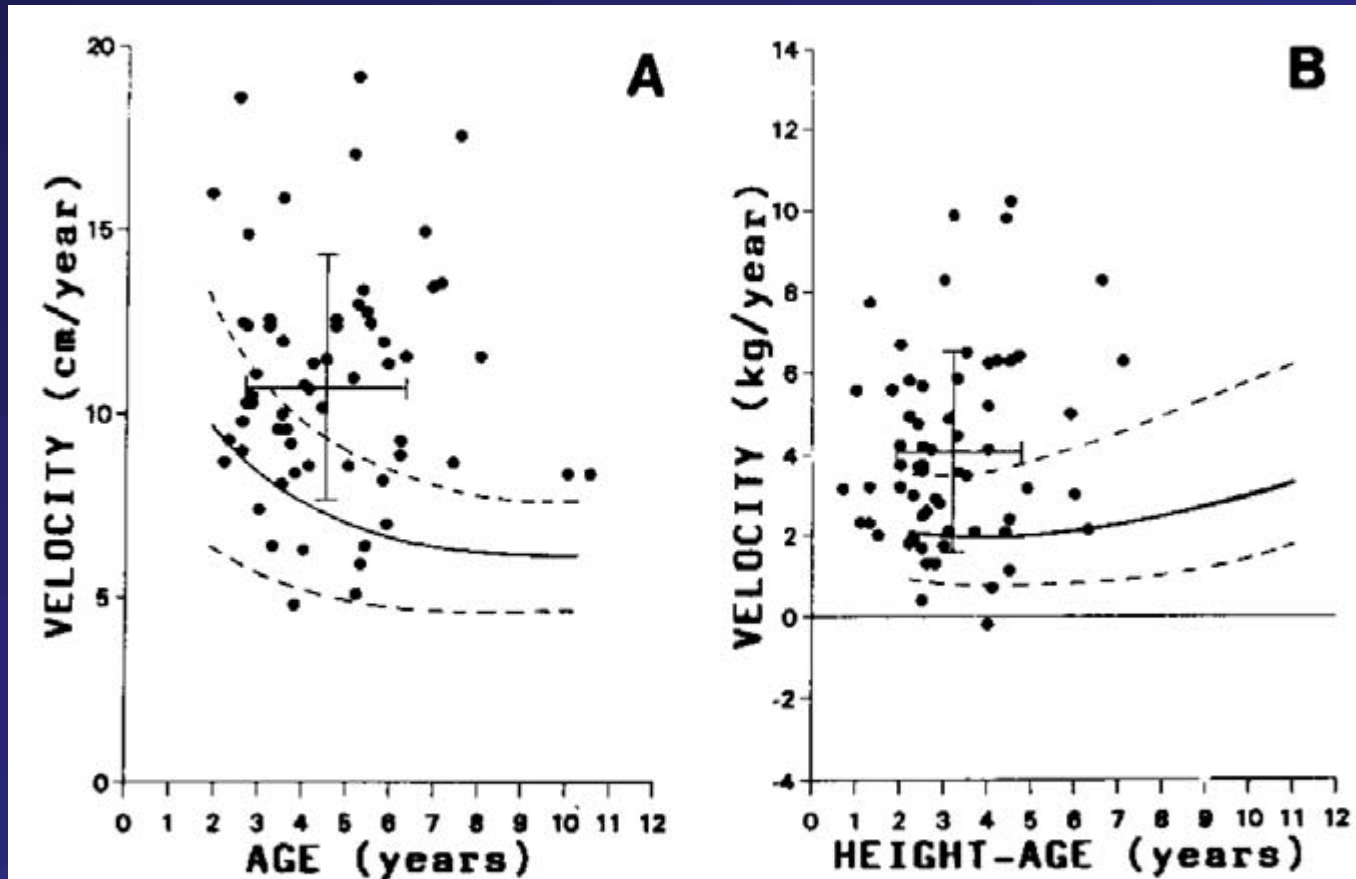 A
VELOCITY (cm/year)
20
15
10
5
0
0 1 2 3 4 5 6 7 8 9 10 11 12
AGE (years)
B
VELOCITY (kg/year)
14
12
10
8
6
4
2
0
-2
-4
0 1 2 3 4 5 6 7 8 9 10 11 12
HEIGHT-AGE (years)